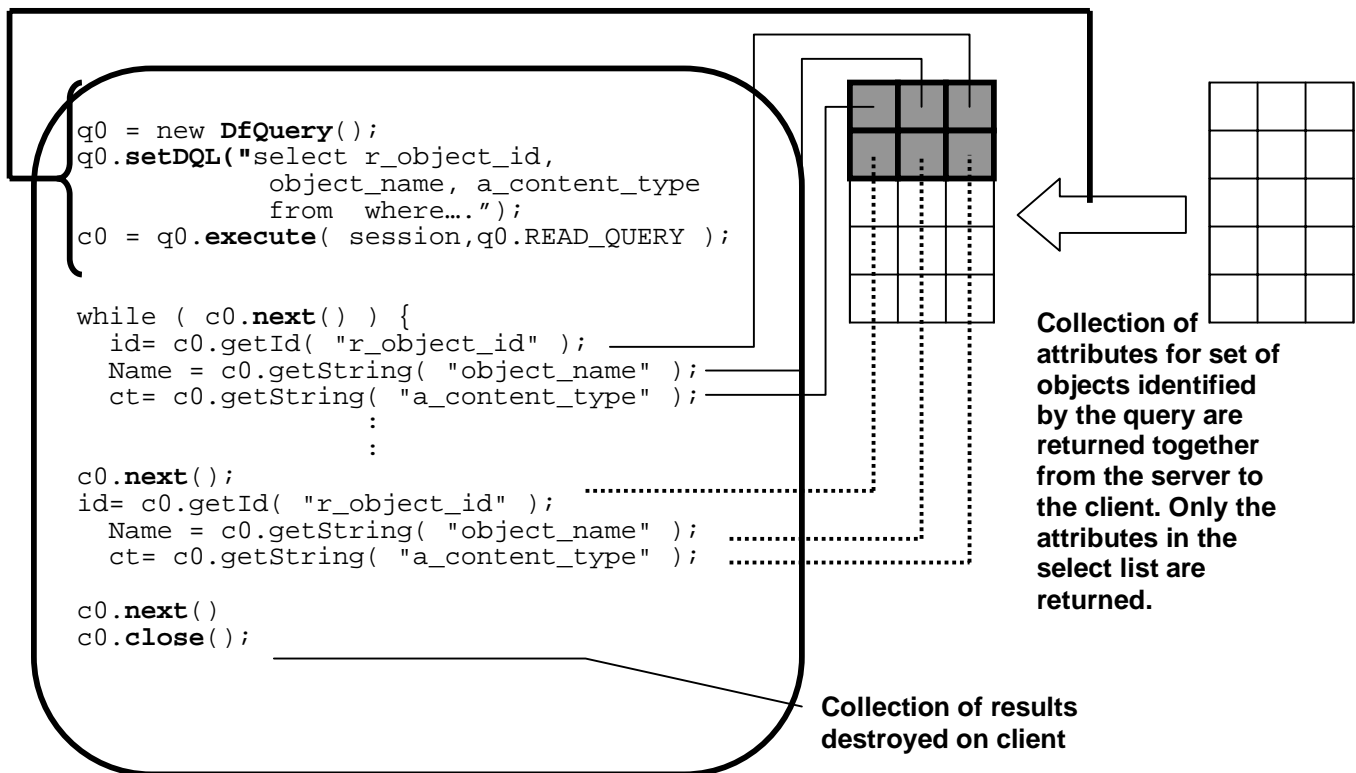 q0 = new DfQuery();
q0.setDQL("select r_object_id,
object_name, a_content_type
from  where….");
c0 = q0.execute( session,q0.READ_QUERY );
while ( c0.next() ) {
id= c0.getId( "r_object_id" );
Name = c0.getString( "object_name" );
ct= c0.getString( "a_content_type" );
:
:
c0.next();
id= c0.getId( "r_object_id" );
Name = c0.getString( "object_name" );
ct= c0.getString( "a_content_type" );
c0.next()
c0.close();
Collection of
attributes for set of
objects identified
by the query are
returned together
from the server to
the client. Only the
attributes in the
select list are
returned.
Collection of results
destroyed on client